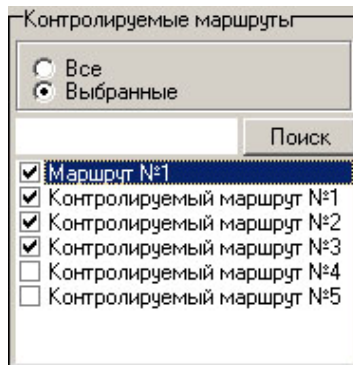 Контролируемые маршруты
Все
Выбранные
Поиск
Маршрут №1
Контролируемый маршрут №1
Контролируемый маршрут №2
Контролируемый маршрут №3
Контролируемый маршрут №4
Контролируемый маршрут №5